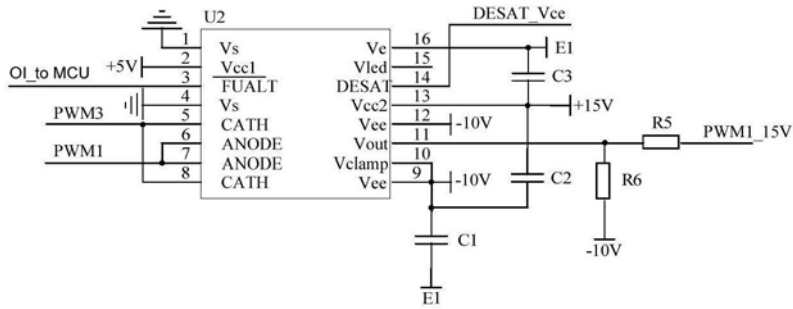 U2
DESAT_Vce
1 Vs Ve 16 E1
+5V 2 Vcc1 Vled 15
C3
OI_to MCU 3 FUALT DESAT 14
4 Vs Vcc2 13 +15V
PWM3 5 CATH Vee 12 -10V
6 ANODE Vout 11 R5 PWM1_15V
PWM1 7 ANODE Vclamp 10
8 CATH Vee 9 -10V C2 R6
C1
-10V
E1